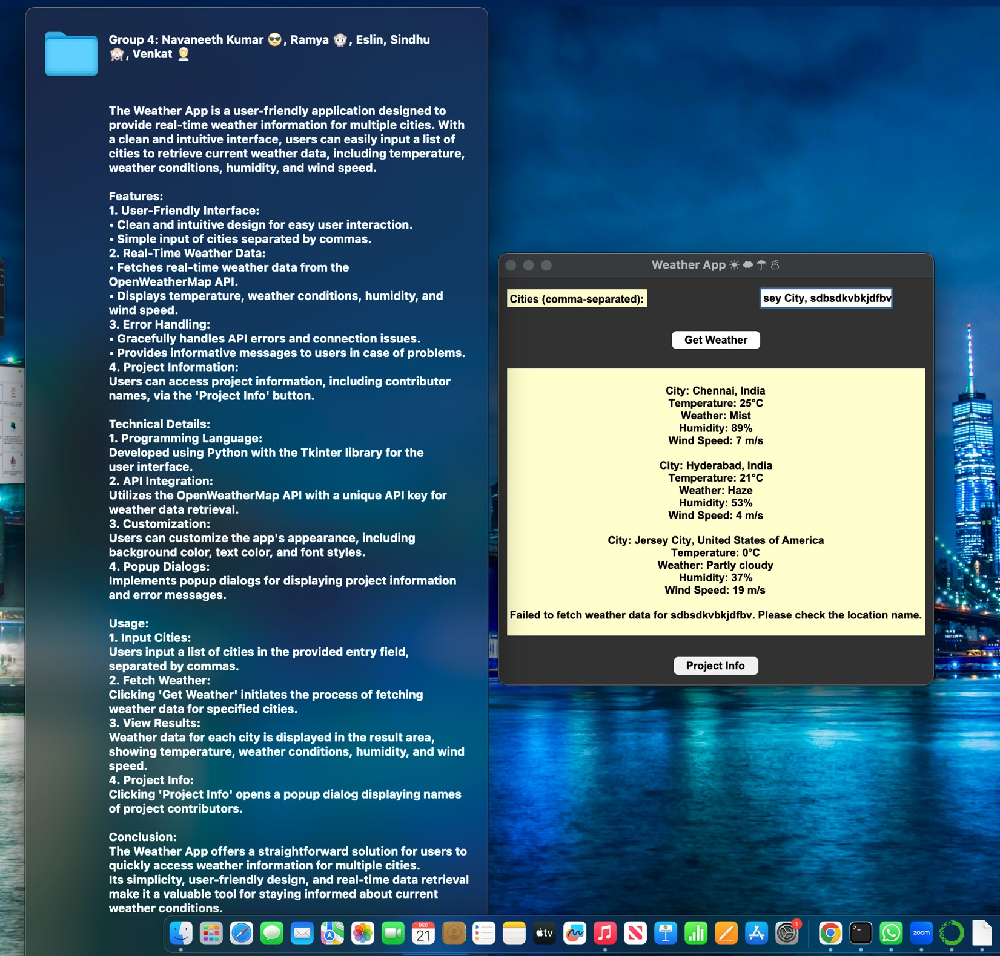 Group 4: Navaneeth Kumar 😎, Ramya 🙊, Eslin, Sindhu
🙈, Venkat 🤦‍♂️
The Weather App is a user-friendly application designed to
provide real-time weather information for multiple cities. With
a clean and intuitive interface, users can easily input a list of
cities to retrieve current weather data, including temperature,
weather conditions, humidity, and wind speed.
Features:
1. User-Friendly Interface:
• Clean and intuitive design for easy user interaction.
• Simple input of cities separated by commas.
2. Real-Time Weather Data:
• Fetches real-time weather data from the
OpenWeatherMap API.
• Displays temperature, weather conditions, humidity, and
wind speed.
3. Error Handling:
• Gracefully handles API errors and connection issues.
• Provides informative messages to users in case of problems.
4. Project Information:
Users can access project information, including contributor
names, via the 'Project Info' button.
Technical Details:
1. Programming Language:
Developed using Python with the Tkinter library for the
user interface.
2. API Integration:
Utilizes the OpenWeatherMap API with a unique API key for
weather data retrieval.
3. Customization:
Users can customize the app's appearance, including
background color, text color, and font styles.
4. Popup Dialogs:
Implements popup dialogs for displaying project information
and error messages.
Usage:
1. Input Cities:
Users input a list of cities in the provided entry field,
separated by commas.
2. Fetch Weather:
Clicking 'Get Weather' initiates the process of fetching
weather data for specified cities.
3. View Results:
Weather data for each city is displayed in the result area,
showing temperature, weather conditions, humidity, and wind
speed.
4. Project Info:
Clicking 'Project Info' opens a popup dialog displaying names
of project contributors.
Conclusion:
The Weather App offers a straightforward solution for users to
quickly access weather information for multiple cities.
Its simplicity, user-friendly design, and real-time data retrieval
make it a valuable tool for staying informed about current
weather conditions.
Weather App ☀☁☂☃
Cities (comma-separated):
sey City, sdbsdkvbkjdfbv
Get Weather
City: Chennai, India
Temperature: 25°C
Weather: Mist
Humidity: 89%
Wind Speed: 7 m/s
City: Hyderabad, India
Temperature: 21°C
Weather: Haze
Humidity: 53%
Wind Speed: 4 m/s
City: Jersey City, United States of America
Temperature: 0°C
Weather: Partly cloudy
Humidity: 37%
Wind Speed: 19 m/s
Failed to fetch weather data for sdbsdkvbkjdfbv. Please check the location name.
Project Info
DEC
21
tv
1
zoom